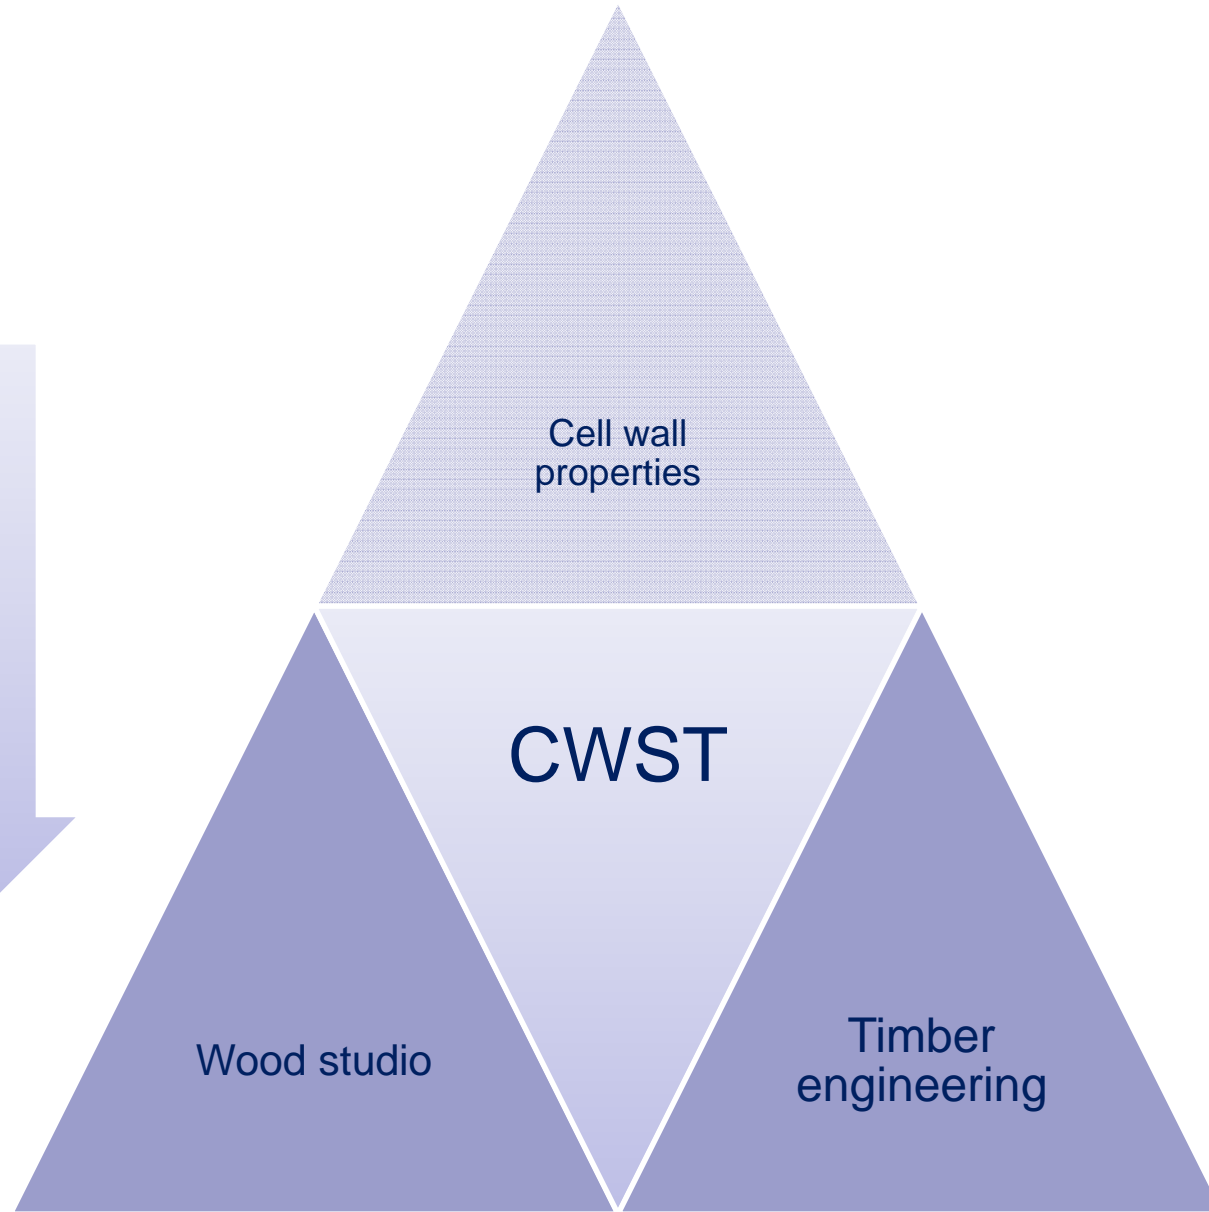 Cell wall
properties
CWST
Wood studio
Timber
engineering